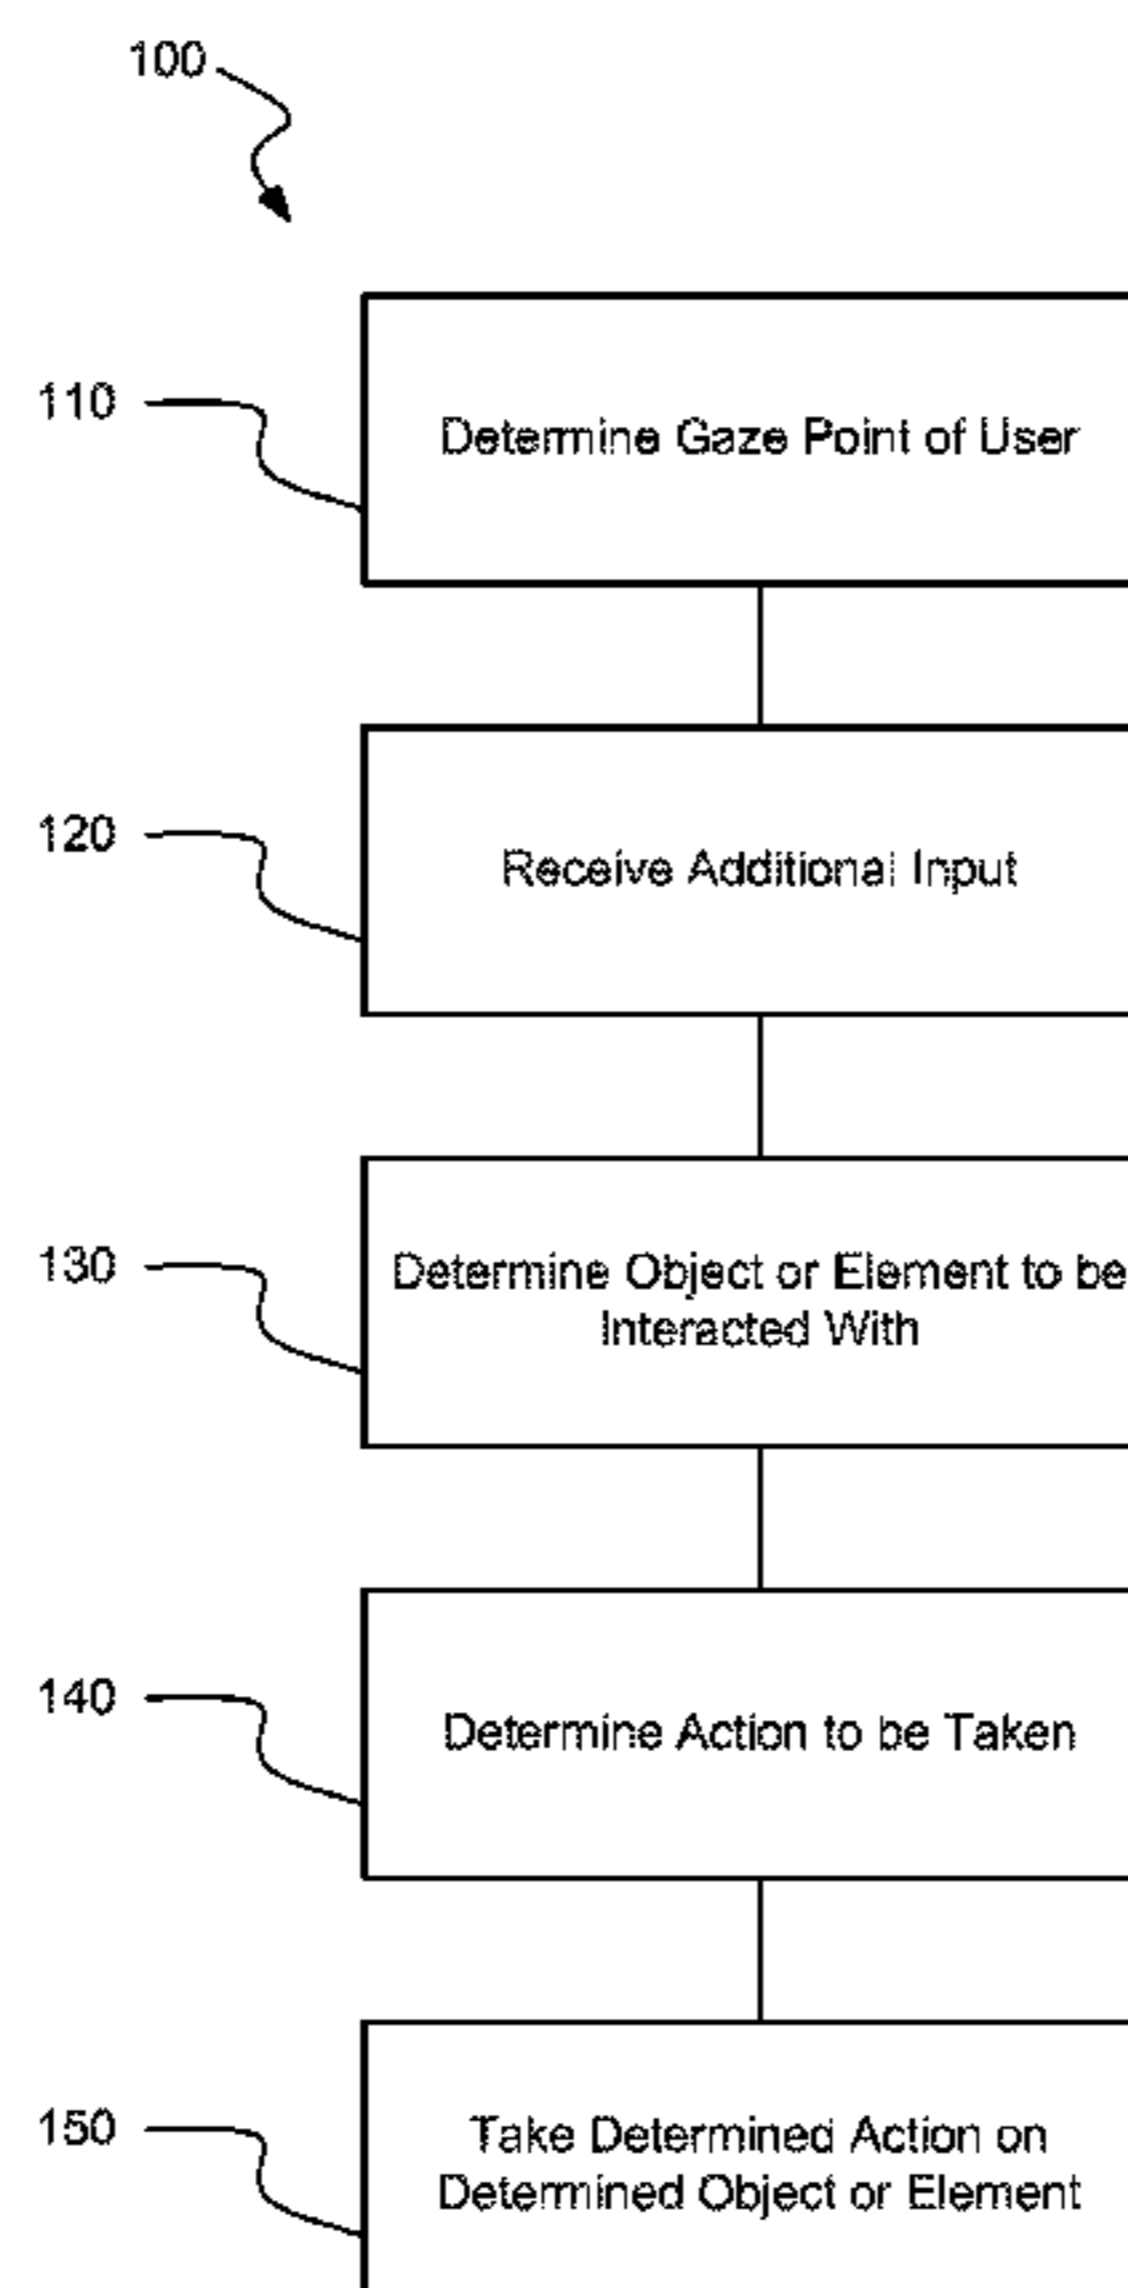 100
110
Determine Gaze Point of User
120
Receive Additional Input
130
Determine Object or Element to be
Interacted With
140
Determine Action to be Taken
150
Take Determined Action on
Determined Object or Element